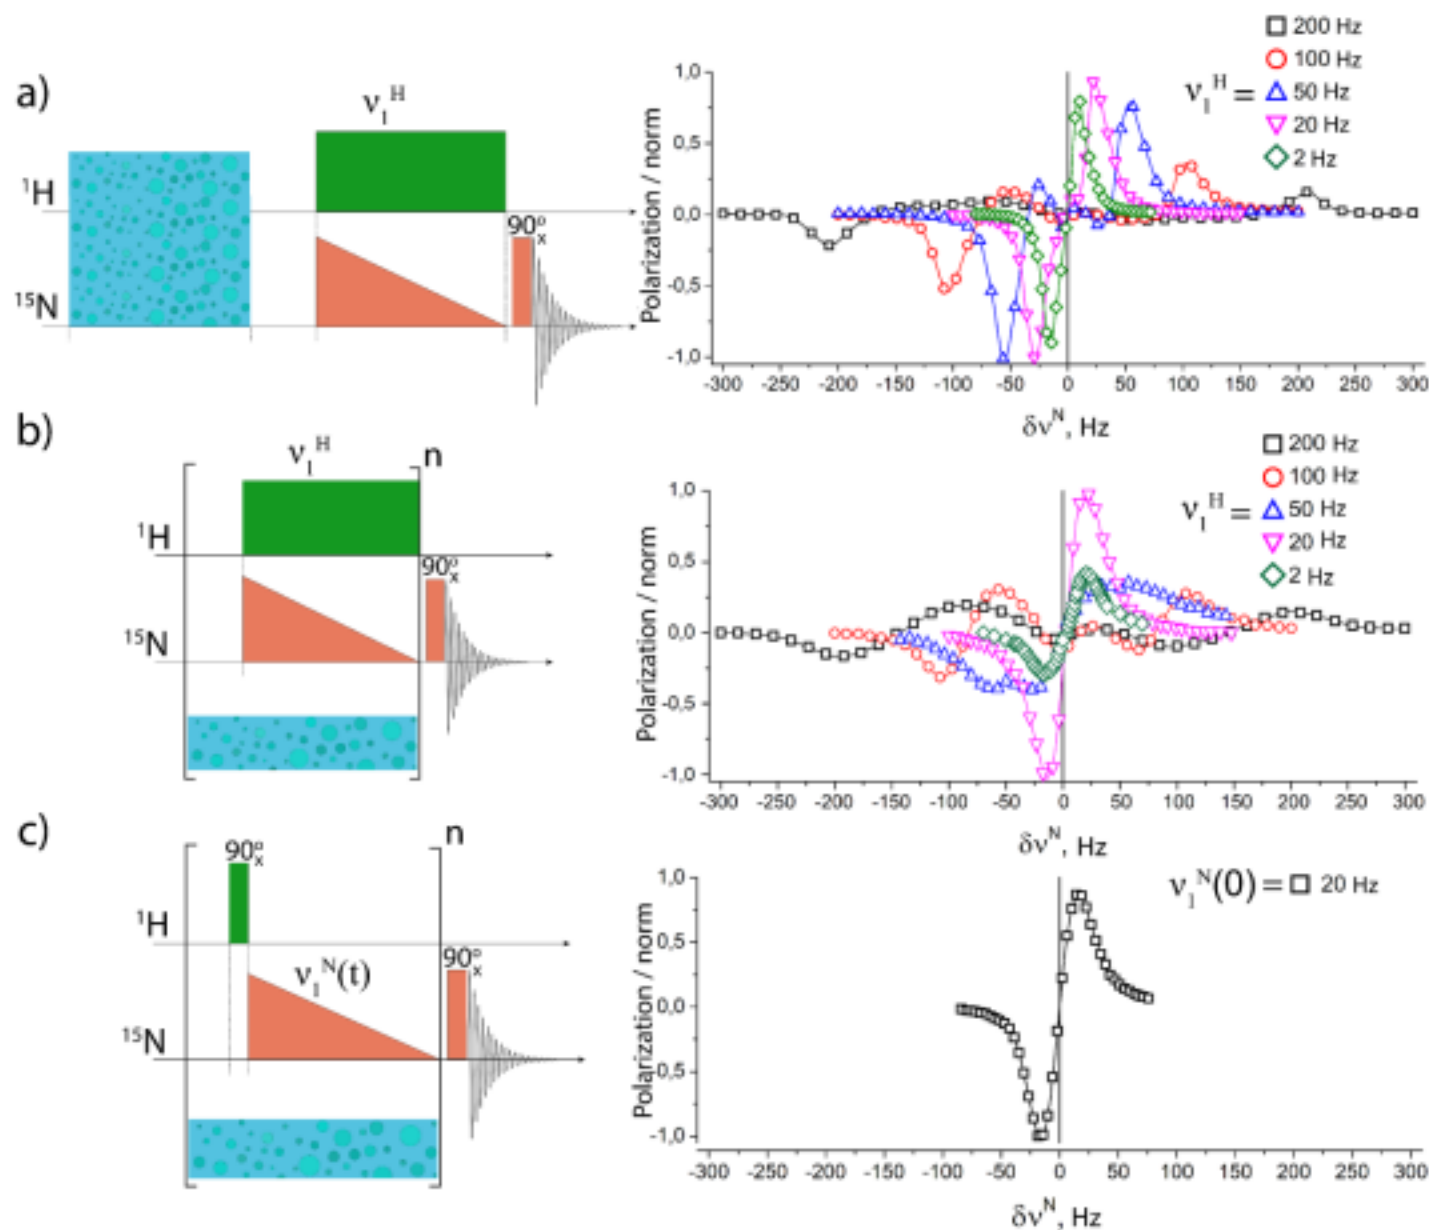 a)
ν₁ᴴ
¹H
90°ₓ
¹⁵N
Polarization / norm
1,0
0,5
0,0
-0,5
-1,0
-300 -250 -200 -150 -100 -50 0 50 100 150 200 250 300
δνᴺ, Hz
ν₁ᴴ =
200 Hz
100 Hz
50 Hz
20 Hz
2 Hz
b)
ν₁ᴴ
n
¹H
90°ₓ
¹⁵N
Polarization / norm
1,0
0,5
0,0
-0,5
-1,0
-300 -250 -200 -150 -100 -50 0 50 100 150 200 250 300
δνᴺ, Hz
ν₁ᴴ =
200 Hz
100 Hz
50 Hz
20 Hz
2 Hz
c)
n
90°ₓ
¹H
ν₁ᴺ(t)
90°ₓ
¹⁵N
Polarization / norm
1,0
0,5
0,0
-0,5
-1,0
-300 -250 -200 -150 -100 -50 0 50 100 150 200 250 300
δνᴺ, Hz
ν₁ᴺ(0) = 20 Hz